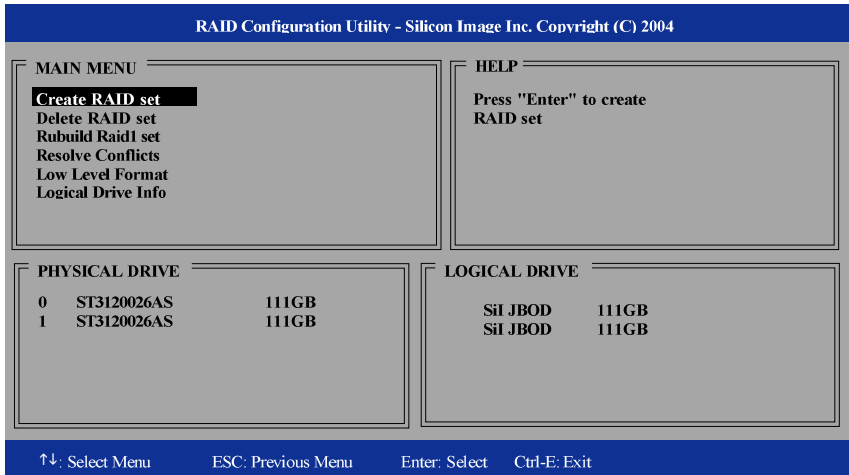 RAID Configuration Utility - Silicon Image Inc. Copyright (C) 2004
MAIN MENU
Create RAID set
Delete RAID set
Rubuild Raid1 set
Resolve Conflicts
Low Level Format
Logical Drive Info
HELP
Press "Enter" to create
RAID set
PHYSICAL DRIVE
0 ST3120026AS 111GB
1 ST3120026AS 111GB
LOGICAL DRIVE
SiI JBOD 111GB
SiI JBOD 111GB
↑↓: Select Menu ESC: Previous Menu Enter: Select Ctrl-E: Exit